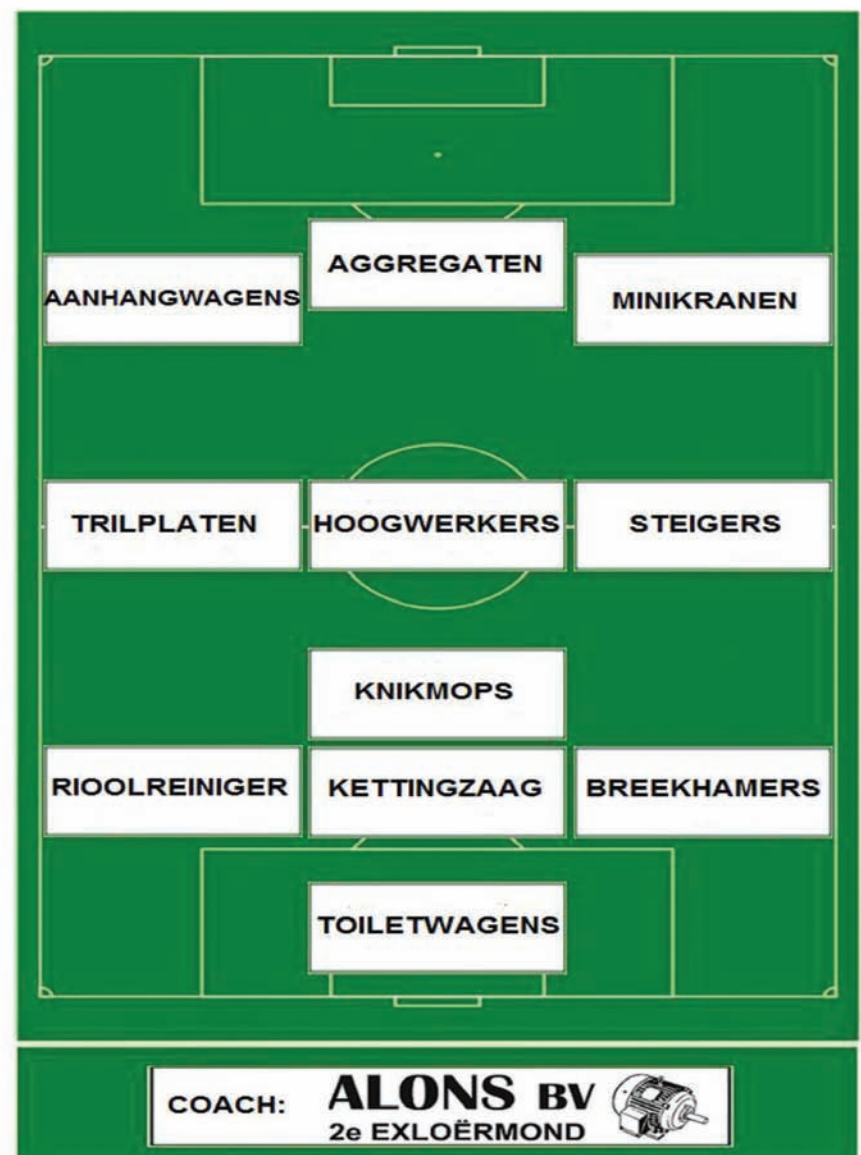 AGGREGATEN
AANHANGWAGENS
MINIKRANEN
TRILPLATEN
HOOGWERKERS
STEIGERS
KNIKMOPS
RIOOLREINIGER
KETTINGZAAG
BREEKHAMERS
TOILETWAGENS
COACH: ALONS BV
2e EXLOËRMOND